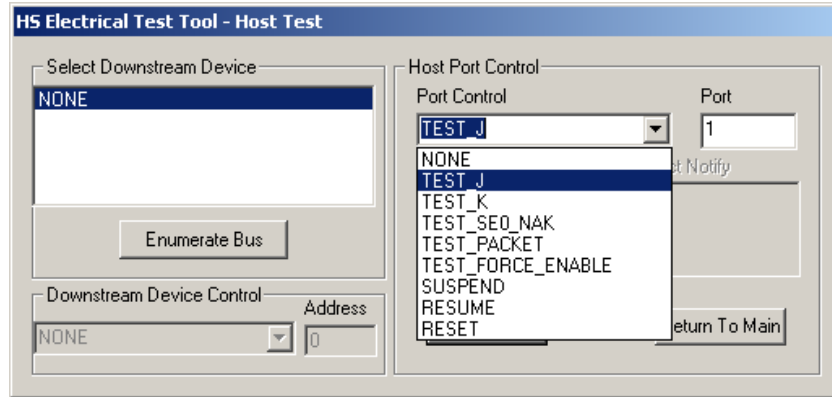 HS Electrical Test Tool - Host Test
Select Downstream Device
NONE
Enumerate Bus
Downstream Device Control
Address
NONE
0
Host Port Control
Port Control
Port
TEST_J
1
NONE
TEST_J
TEST_K
TEST_SE0_NAK
TEST_PACKET
TEST_FORCE_ENABLE
SUSPEND
RESUME
RESET
Notify
To Main